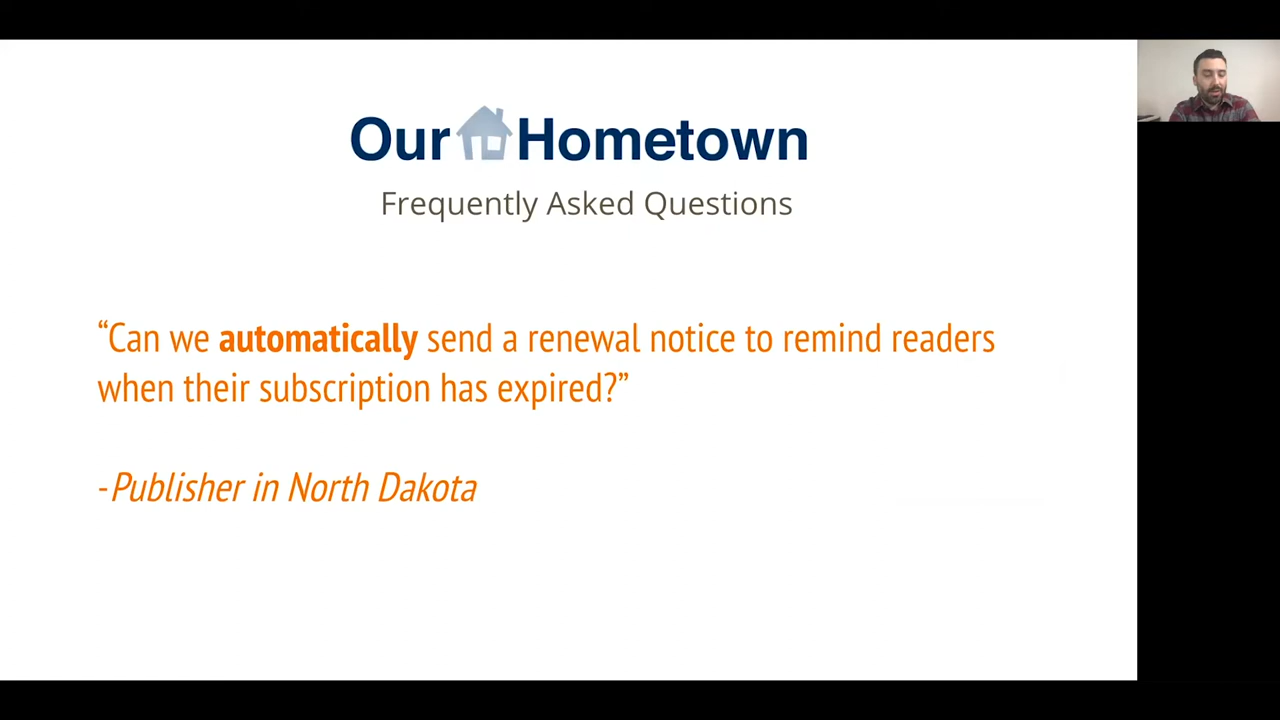 Our Hometown
Frequently Asked Questions
“Can we automatically send a renewal notice to remind readers
when their subscription has expired?”
-Publisher in North Dakota